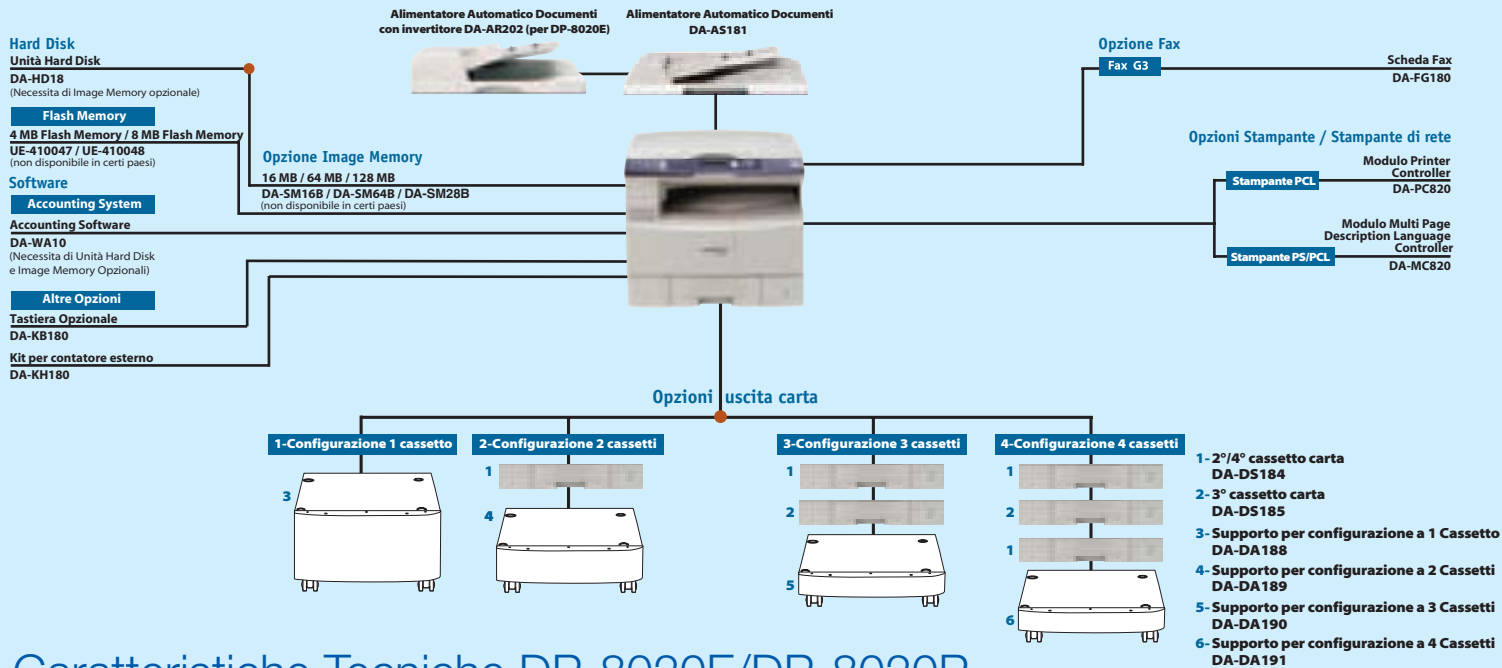 Alimentatore Automatico Documenti
con invertitore DA-AR202 (per DP-8020E)
Alimentatore Automatico Documenti
DA-AS181
Hard Disk
Unità Hard Disk
DA-HD18
(Necessita di Image Memory opzionale)
Flash Memory
4 MB Flash Memory / 8 MB Flash Memory
UE-410047 / UE-410048
(non disponibile in certi paesi)
Software
Accounting System
Accounting Software
DA-WA10
(Necessita di Unità Hard Disk
e Image Memory Opzionali)
Altre Opzioni
Tastiera Opzionale
DA-KB180
Kit per contatore esterno
DA-KH180
Opzione Image Memory
16 MB / 64 MB / 128 MB
DA-SM16B / DA-SM64B / DA-SM28B
(non disponibile in certi paesi)
Opzione Fax
Fax G3
Scheda Fax
DA-FG180
Opzioni Stampante / Stampante di rete
Stampante PCL
Modulo Printer
Controller
DA-PC820
Stampante PS/PCL
Modulo Multi Page
Description Language
Controller
DA-MC820
Opzioni uscita carta
1-Configurazione 1 cassetto
3
2-Configurazione 2 cassetti
1
4
3-Configurazione 3 cassetti
1
2
5
4-Configurazione 4 cassetti
1
2
1
6
1- 2°/4° cassetto carta
DA-DS184
2- 3° cassetto carta
DA-DS185
3- Supporto per configurazione a 1 Cassetto
DA-DA188
4- Supporto per configurazione a 2 Cassetti
DA-DA189
5- Supporto per configurazione a 3 Cassetti
DA-DA190
6- Supporto per configurazione a 4 Cassetti
DA-DA191
Caratteristiche Tecniche DP-8020E/DP-8020P